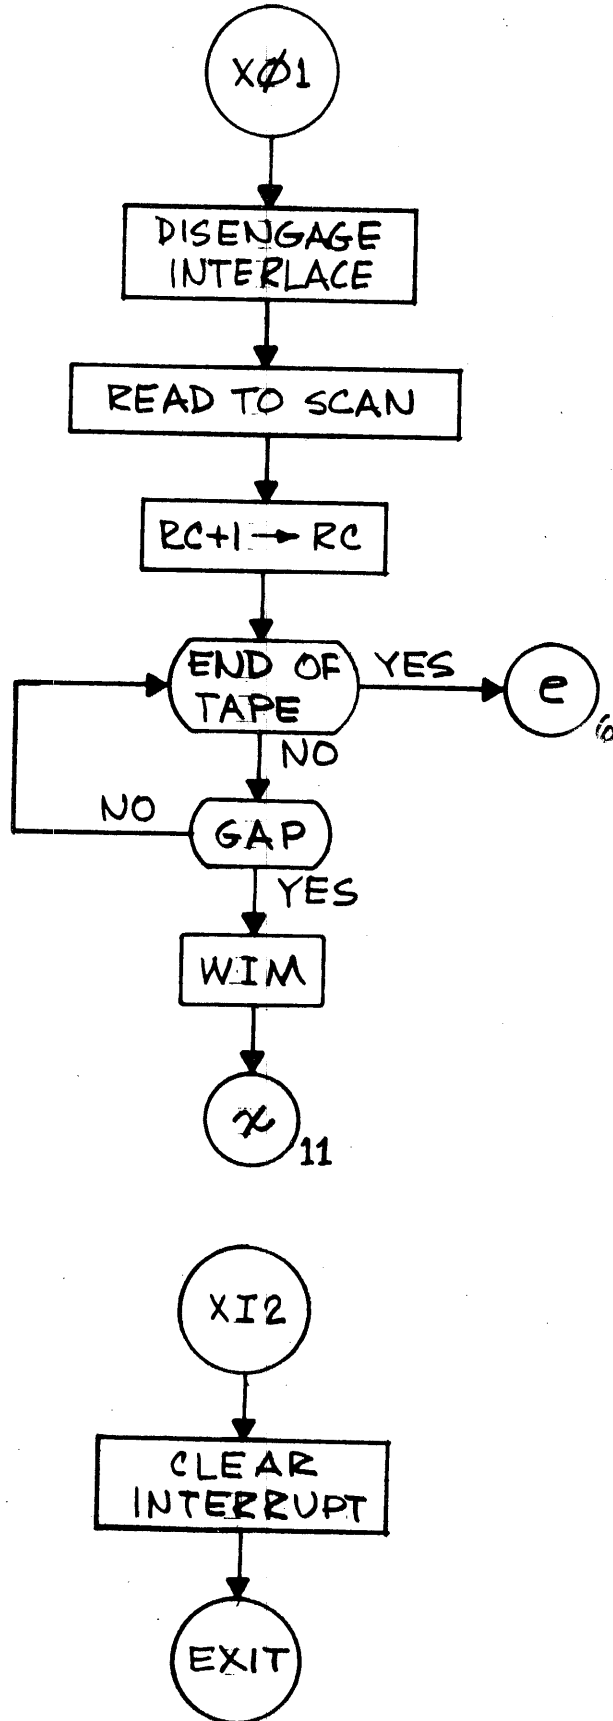 XØ1
DISENGAGE
INTERLACE
READ TO SCAN
RC+1 → RC
END OF
TAPE
YES
e
6
NO
NO
GAP
YES
WIM
x
11
XI2
CLEAR
INTERRUPT
EXIT